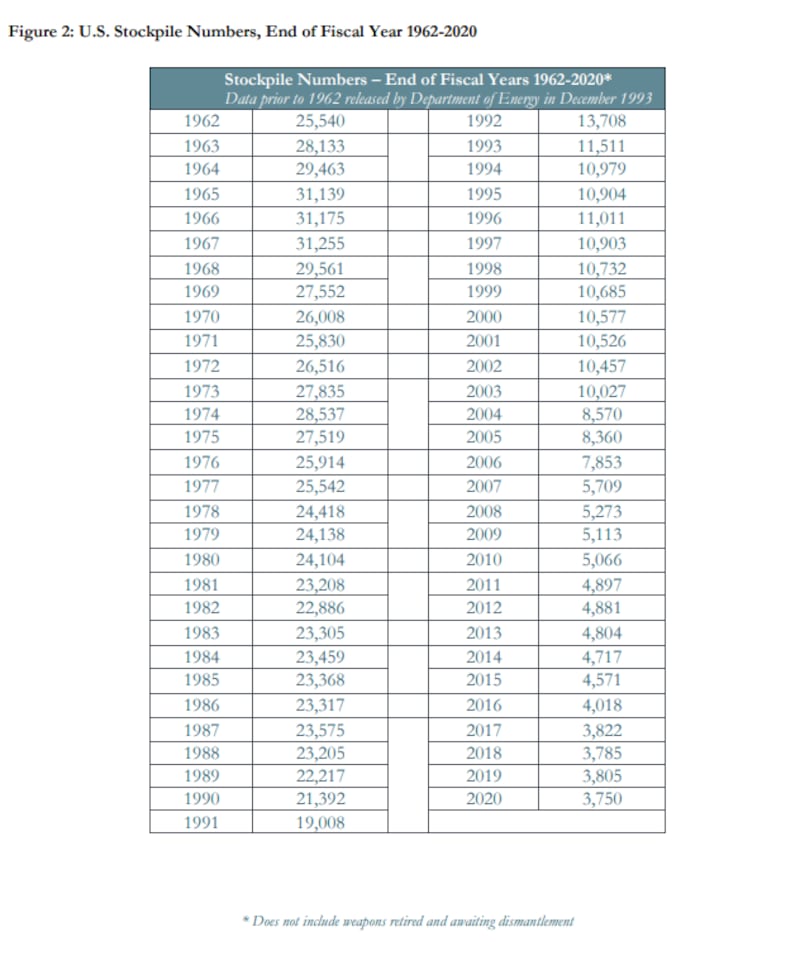 Figure 2: U.S. Stockpile Numbers, End of Fiscal Year 1962-2020
Stockpile Numbers – End of Fiscal Years 1962-2020*
Data prior to 1962 released by Department of Energy in December 1993
1962 25,540 1992 13,708
1963 28,133 1993 11,511
1964 29,463 1994 10,979
1965 31,139 1995 10,904
1966 31,175 1996 11,011
1967 31,255 1997 10,903
1968 29,561 1998 10,732
1969 27,552 1999 10,685
1970 26,008 2000 10,577
1971 25,830 2001 10,526
1972 26,516 2002 10,457
1973 27,835 2003 10,027
1974 28,537 2004 8,570
1975 27,519 2005 8,360
1976 25,914 2006 7,853
1977 25,542 2007 5,709
1978 24,418 2008 5,273
1979 24,138 2009 5,113
1980 24,104 2010 5,066
1981 23,208 2011 4,897
1982 22,886 2012 4,881
1983 23,305 2013 4,804
1984 23,459 2014 4,717
1985 23,368 2015 4,571
1986 23,317 2016 4,018
1987 23,575 2017 3,822
1988 23,205 2018 3,785
1989 22,217 2019 3,805
1990 21,392 2020 3,750
1991 19,008
* Does not include weapons retired and awaiting dismantlement